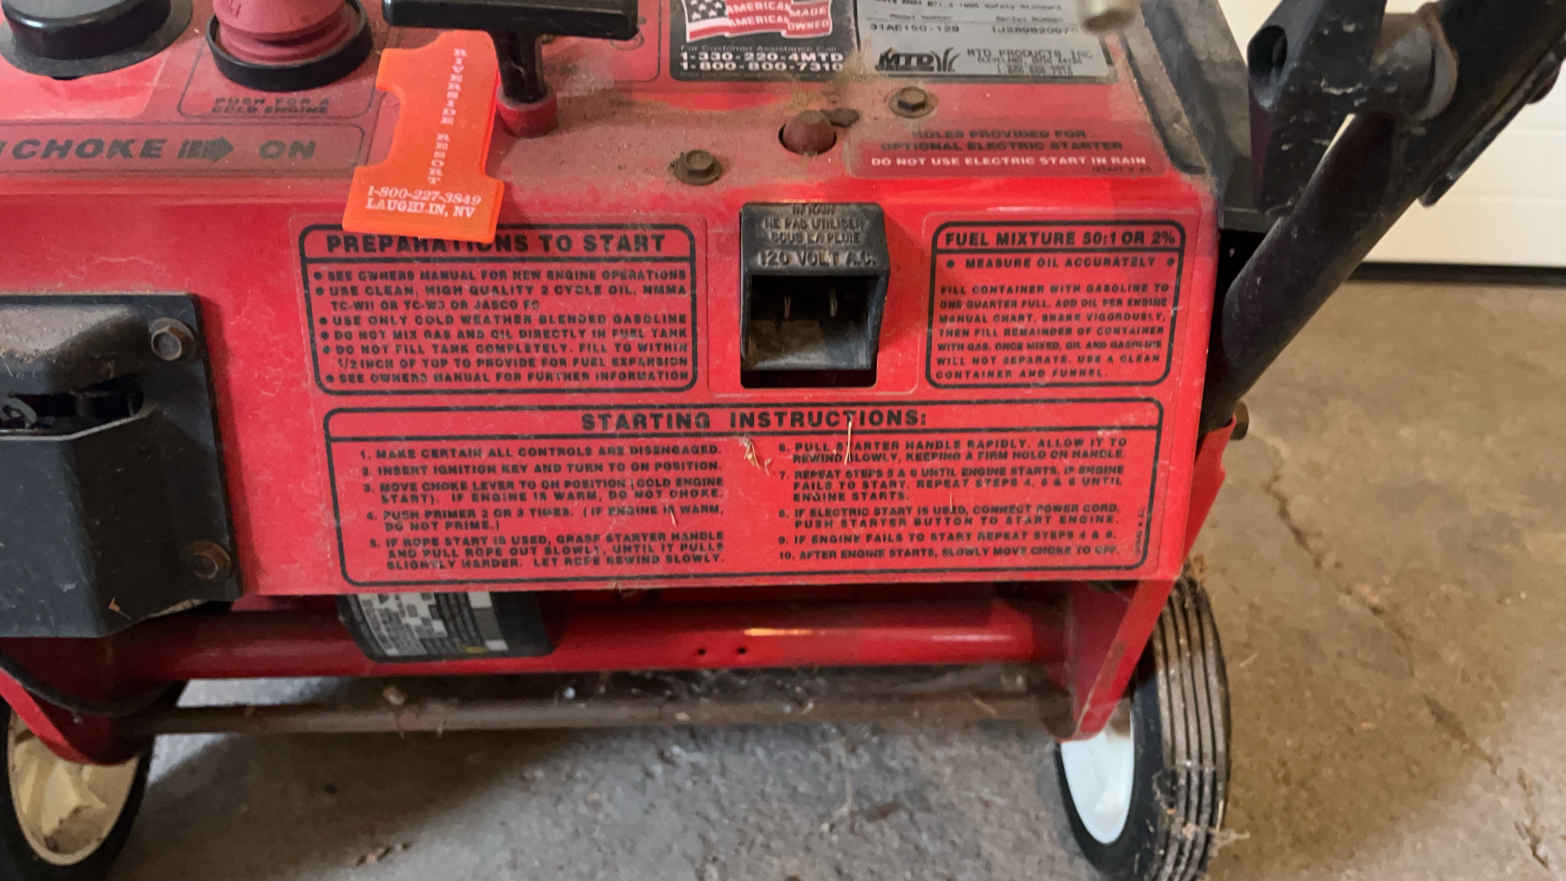 AMERICAN
AMERICAN
MADE
OWNED
For Customer Assistance Call
1-330-220-4MTD
1-800-800-7310
Model Number
Serial Number
31AE150-129
MTD
MTD PRODUCTS INC.
PUSH FOR A
COLD ENGINE
CHOKE ON
RIVERSIDE RESORT
1-800-227-3849
LAUGHLIN, NV
HOLES PROVIDED FOR
OPTIONAL ELECTRIC STARTER
DO NOT USE ELECTRIC START IN RAIN
PREPARATIONS TO START
• SEE OWNERS MANUAL FOR NEW ENGINE OPERATIONS
• USE CLEAN, HIGH QUALITY 2 CYCLE OIL, NMMA
TC-WII OR TC-W3 OR JASCO FC
• USE ONLY COLD WEATHER BLENDED GASOLINE
• DO NOT MIX GAS AND OIL DIRECTLY IN FUEL TANK
• DO NOT FILL TANK COMPLETELY. FILL TO WITHIN
1/2 INCH OF TOP TO PROVIDE FOR FUEL EXPANSION
• SEE OWNERS MANUAL FOR FURTHER INFORMATION
IN RAIN
NE PAS UTILISER
SOUS LA PLUIE
120 VOLT A.C.
FUEL MIXTURE 50:1 OR 2%
• MEASURE OIL ACCURATELY •
FILL CONTAINER WITH GASOLINE TO
ONE QUARTER FULL. ADD OIL PER ENGINE
MANUAL CHART, SHAKE VIGOROUSLY,
THEN FILL REMAINDER OF CONTAINER
WITH GAS. ONCE MIXED, OIL AND GASOLINE
WILL NOT SEPARATE. USE A CLEAN
CONTAINER AND FUNNEL.
STARTING INSTRUCTIONS:
1. MAKE CERTAIN ALL CONTROLS ARE DISENGAGED.
2. INSERT IGNITION KEY AND TURN TO ON POSITION.
3. MOVE CHOKE LEVER TO ON POSITION (COLD ENGINE
START). IF ENGINE IS WARM, DO NOT CHOKE.
4. PUSH PRIMER 2 OR 3 TIMES. (IF ENGINE IS WARM,
DO NOT PRIME.)
5. IF ROPE START IS USED, GRASP STARTER HANDLE
AND PULL ROPE OUT SLOWLY, UNTIL IT PULLS
SLIGHTLY HARDER. LET ROPE REWIND SLOWLY.
6. PULL STARTER HANDLE RAPIDLY. ALLOW IT TO
REWIND SLOWLY, KEEPING A FIRM HOLD ON HANDLE.
7. REPEAT STEPS 5 & 6 UNTIL ENGINE STARTS. IF ENGINE
FAILS TO START, REPEAT STEPS 4, 5 & 6 UNTIL
ENGINE STARTS.
8. IF ELECTRIC START IS USED, CONNECT POWER CORD.
PUSH STARTER BUTTON TO START ENGINE.
9. IF ENGINE FAILS TO START REPEAT STEPS 4 & 8.
10. AFTER ENGINE STARTS, SLOWLY MOVE CHOKE TO OFF.